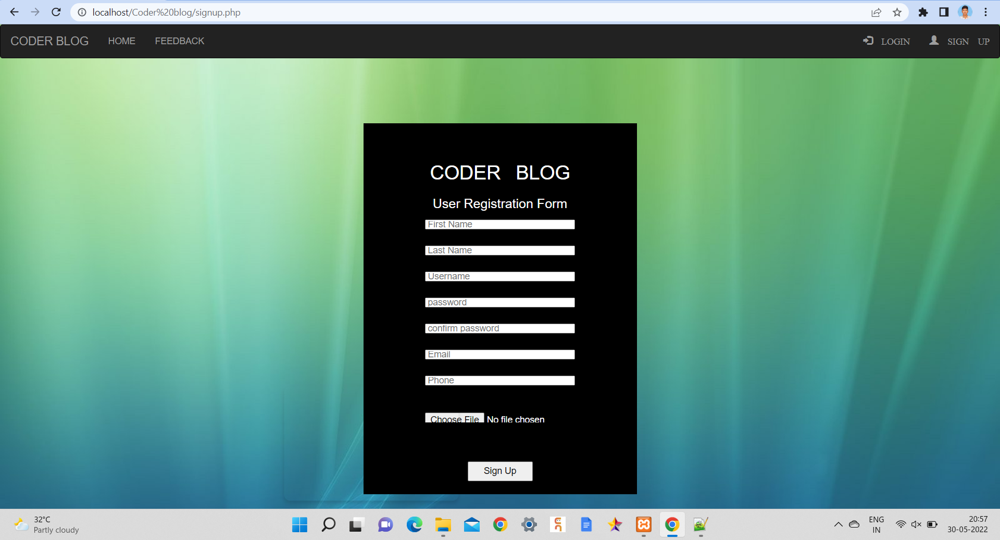 localhost/Coder%20blog/signup.php
CODER BLOG HOME FEEDBACK LOGIN SIGN UP
CODER BLOG
User Registration Form
First Name
Last Name
Username
password
confirm password
Email
Phone
Choose File No file chosen
Sign Up
32°C
Partly cloudy
ENG
IN
20:57
30-05-2022